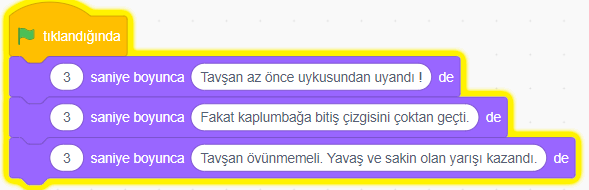 tıklandığında
3 saniye boyunca Tavşan az önce uykusundan uyandı ! de
3 saniye boyunca Fakat kaplumbağa bitiş çizgisini çoktan geçti. de
3 saniye boyunca Tavşan övünmemeli. Yavaş ve sakin olan yarışı kazandı. de